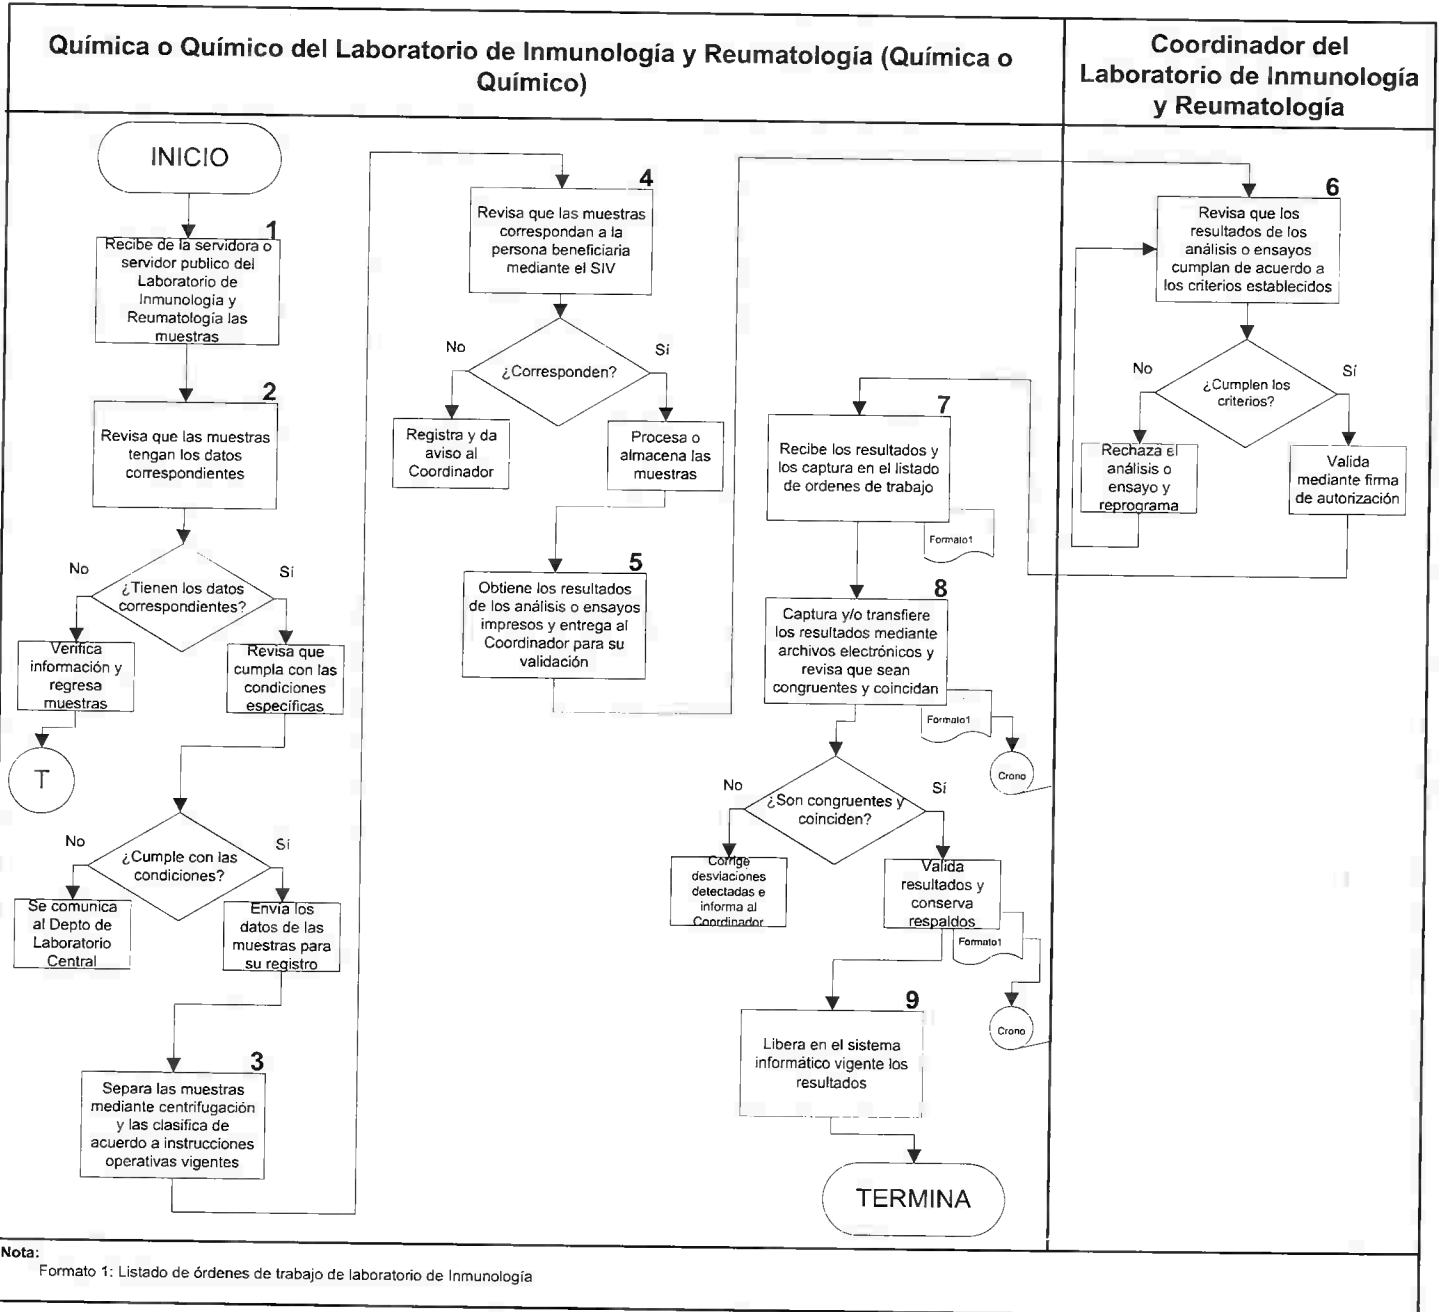 Química o Químico del Laboratorio de Inmunología y Reumatología (Química o
Químico)
Coordinador del
Laboratorio de Inmunología
y Reumatología
INICIO
1
Recibe de la servidora o
servidor publico del
Laboratorio de
Inmunología y
Reumatología las
muestras
2
Revisa que las muestras
tengan los datos
correspondientes
No
Sí
¿Tienen los datos
correspondientes?
Verifica
información y
regresa
muestras
Revisa que
cumpla con las
condiciones
específicas
T
No
Sí
¿Cumple con las
condiciones?
Se comunica
al Depto de
Laboratorio
Central
Envía los
datos de las
muestras para
su registro
3
Separa las muestras
mediante centrifugación
y las clasifica de
acuerdo a instrucciones
operativas vigentes
4
Revisa que las muestras
correspondan a la
persona beneficiaria
mediante el SIV
No
Sí
¿Corresponden?
Registra y da
aviso al
Coordinador
Procesa o
almacena las
muestras
5
Obtiene los resultados
de los análisis o ensayos
impresos y entrega al
Coordinador para su
validación
6
Revisa que los
resultados de los
análisis o ensayos
cumplan de acuerdo a
los criterios establecidos
No
Sí
¿Cumplen los
criterios?
Rechaza el
análisis o
ensayo y
reprograma
Valida
mediante firma
de autorización
7
Recibe los resultados y
los captura en el listado
de ordenes de trabajo
Formato1
8
Captura y/o transfiere
los resultados mediante
archivos electrónicos y
revisa que sean
congruentes y coincidan
Formato1
Crono
No
Sí
¿Son congruentes y
coinciden?
Corrige
desviaciones
detectadas e
informa al
Coordinador
Valida
resultados y
conserva
respaldos
Formato1
Crono
9
Libera en el sistema
informático vigente los
resultados
TERMINA
Nota:
Formato 1: Listado de órdenes de trabajo de laboratorio de Inmunología